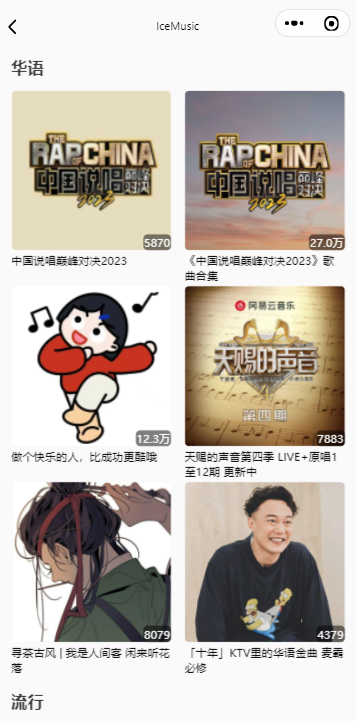 IceMusic
华语
THE
RAP OF CHINA
中国说唱巅峰对决
2023
5870
中国说唱巅峰对决2023
THE
RAP OF CHINA
中国说唱巅峰对决
2023
27.0万
《中国说唱巅峰对决2023》歌
曲合集
12.3万
做个快乐的人，比成功更酷哦
网易云音乐
天赐的声音
第四期
7883
天赐的声音第四季 LIVE+原唱1
至12期 更新中
8079
寻茶古风 | 我是人间客 闲来听花
落
4379
「十年」KTV里的华语金曲 麦霸
必修
流行